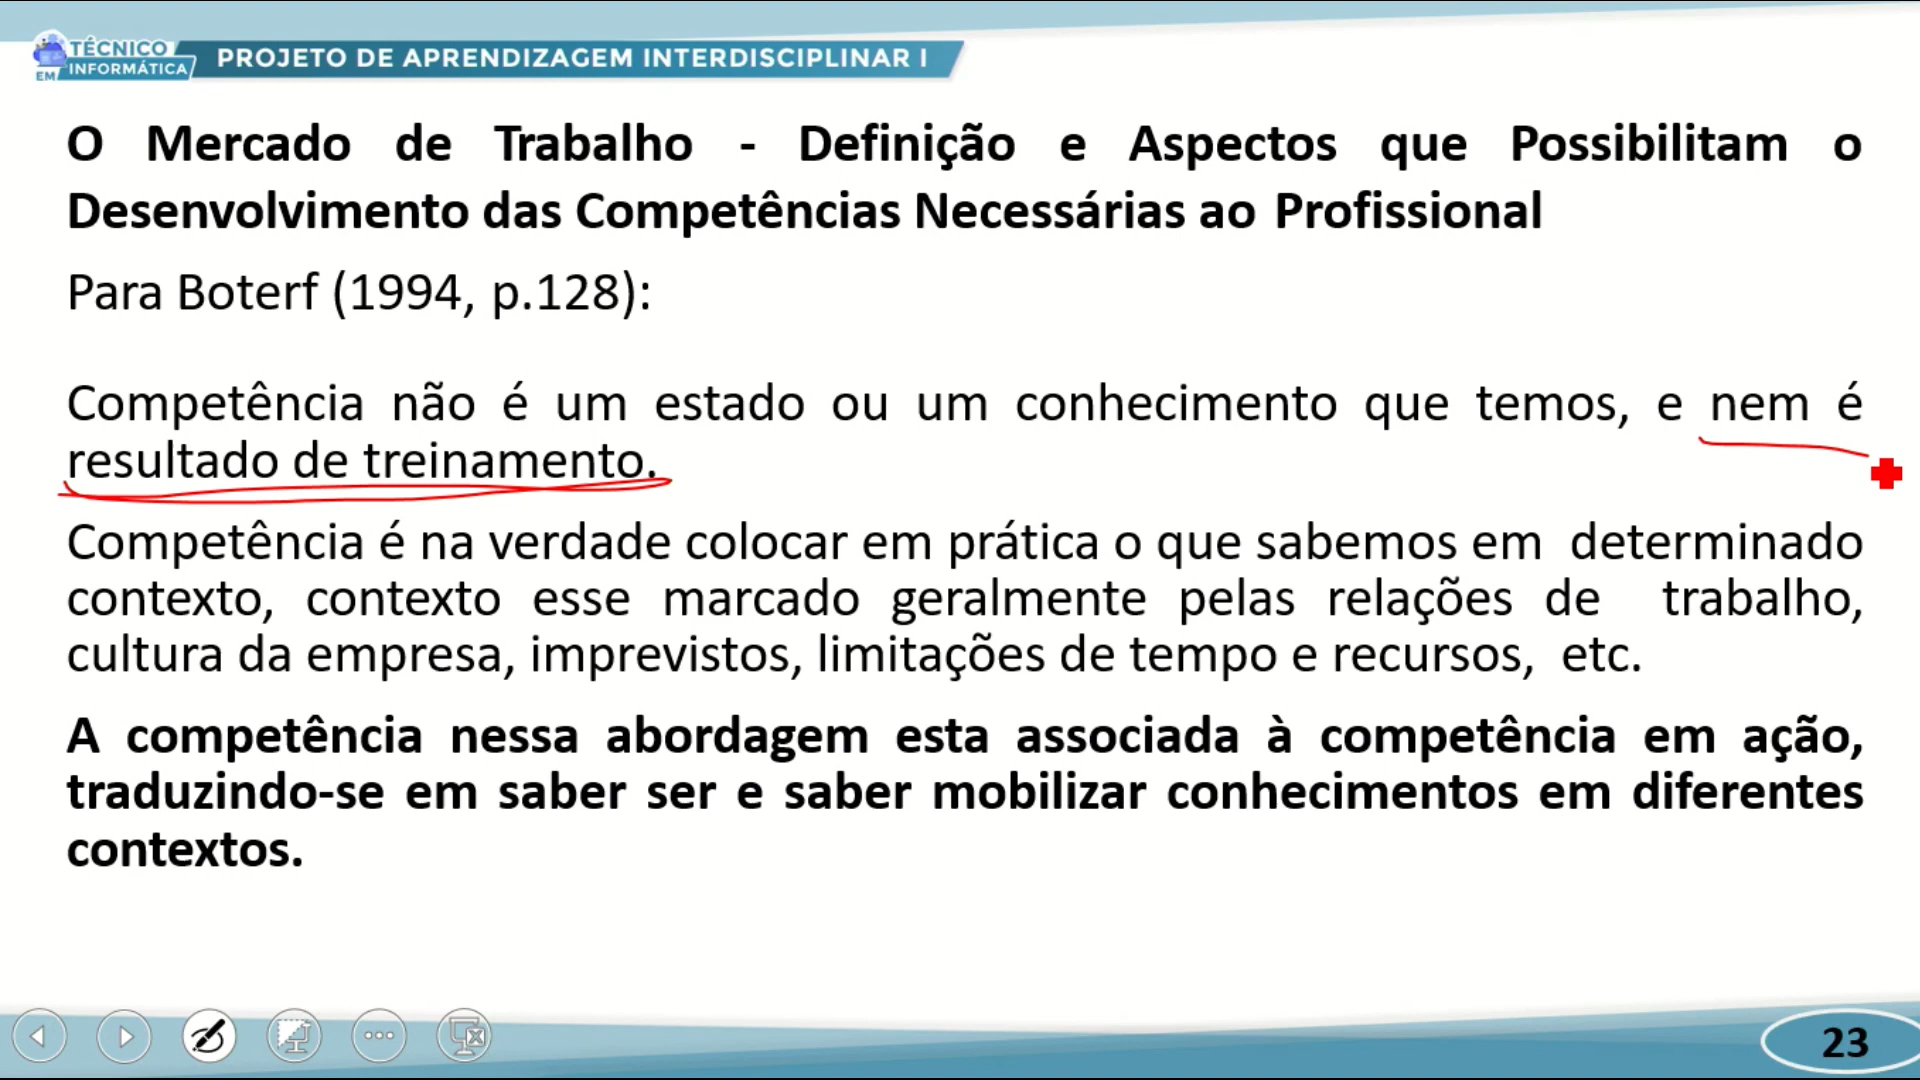 TÉCNICO
EM INFORMÁTICA
PROJETO DE APRENDIZAGEM INTERDISCIPLINAR I
O Mercado de Trabalho - Definição e Aspectos que Possibilitam o
Desenvolvimento das Competências Necessárias ao Profissional
Para Boterf (1994, p.128):
Competência não é um estado ou um conhecimento que temos, e nem é
resultado de treinamento.
Competência é na verdade colocar em prática o que sabemos em determinado
contexto, contexto esse marcado geralmente pelas relações de trabalho,
cultura da empresa, imprevistos, limitações de tempo e recursos, etc.
A competência nessa abordagem esta associada à competência em ação,
traduzindo-se em saber ser e saber mobilizar conhecimentos em diferentes
contextos.
23